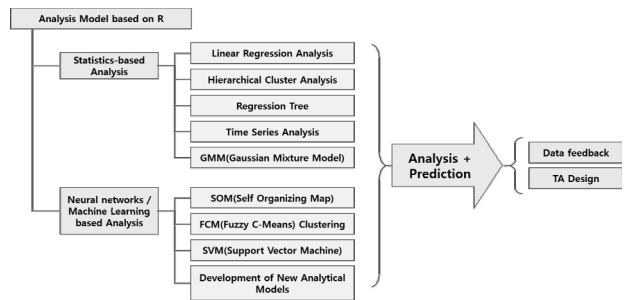 Analysis Model based on R
Statistics-based
Analysis
Linear Regression Analysis
Hierarchical Cluster Analysis
Regression Tree
Time Series Analysis
GMM(Gaussian Mixture Model)
Neural networks /
Machine Learning
based Analysis
SOM(Self Organizing Map)
FCM(Fuzzy C-Means) Clustering
SVM(Support Vector Machine)
Development of New Analytical
Models
Analysis +
Prediction
Data feedback
TA Design